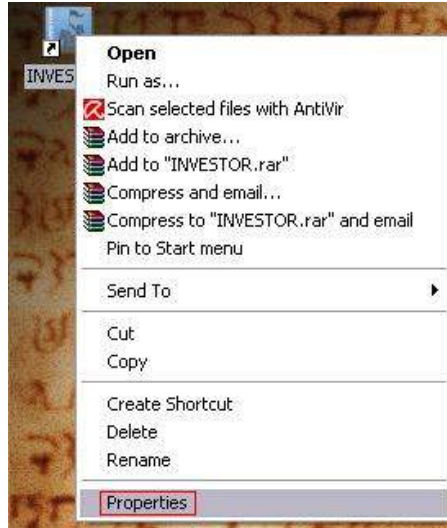 INVES
Open
Run as...
Scan selected files with AntiVir
Add to archive...
Add to "INVESTOR.rar"
Compress and email...
Compress to "INVESTOR.rar" and email
Pin to Start menu
Send To
Cut
Copy
Create Shortcut
Delete
Rename
Properties